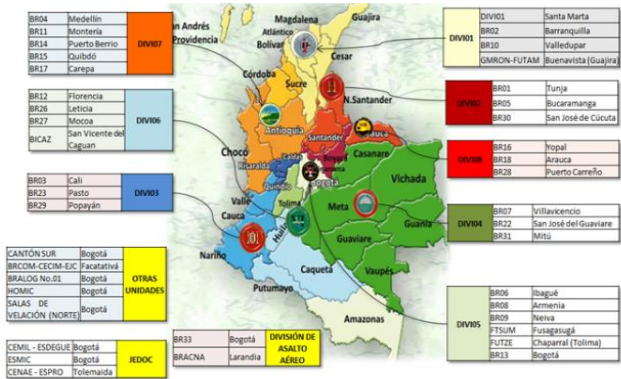 BR04 Medellín
BR11 Montería
BR14 Puerto Berrio
BR15 Quibdó
BR17 Carepa
DIVI07
BR12 Florencia
BR26 Leticia
BR27 Mocoa
BICAZ San Vicente del
Caguan
DIVI06
BR03 Cali
BR23 Pasto
BR29 Popayán
DIVI03
CANTÓN SUR Bogotá
BRCOM-CECIM-EJC Facatativá
BRALOG No.01 Bogotá
HOMIC Bogotá
SALAS DE
VELACIÓN (NORTE) Bogotá
OTRAS
UNIDADES
CEMIL - ESDEGUE Bogotá
ESMIC Bogotá
CENAE - ESPRO Tolemaida
JEDOC
San Andrés
Providencia
Magdalena
Guajira
Atlántico
Bolívar
Cesar
Córdoba
Sucre
N.Santander
Antioquia
Santander
Arauca
Chocó
Caldas
Boyacá
Casanare
Risaralda
Quindío
Bogotá
Vichada
Valle
Tolima
Meta
Cauca
Huila
Guanía
Guaviare
Nariño
Caquetá
Vaupés
Putumayo
Amazonas
BR33 Bogotá
BRACNA Larandia
DIVISIÓN DE
ASALTO
AÉREO
DIVI01
DIVI01 Santa Marta
BR02 Barranquilla
BR10 Valledupar
GMRON-FUTAM Buenavista (Guajira)
DIVI02
BR01 Tunja
BR05 Bucaramanga
BR30 San José de Cúcuta
DIVI08
BR16 Yopal
BR18 Arauca
BR28 Puerto Carreño
DIVI04
BR07 Villavicencio
BR22 San José del Guaviare
BR31 Mitú
DIVI05
BR06 Ibagué
BR08 Armenia
BR09 Neiva
FTSUM Fusagasugá
FUTZE Chaparral (Tolima)
BR13 Bogotá